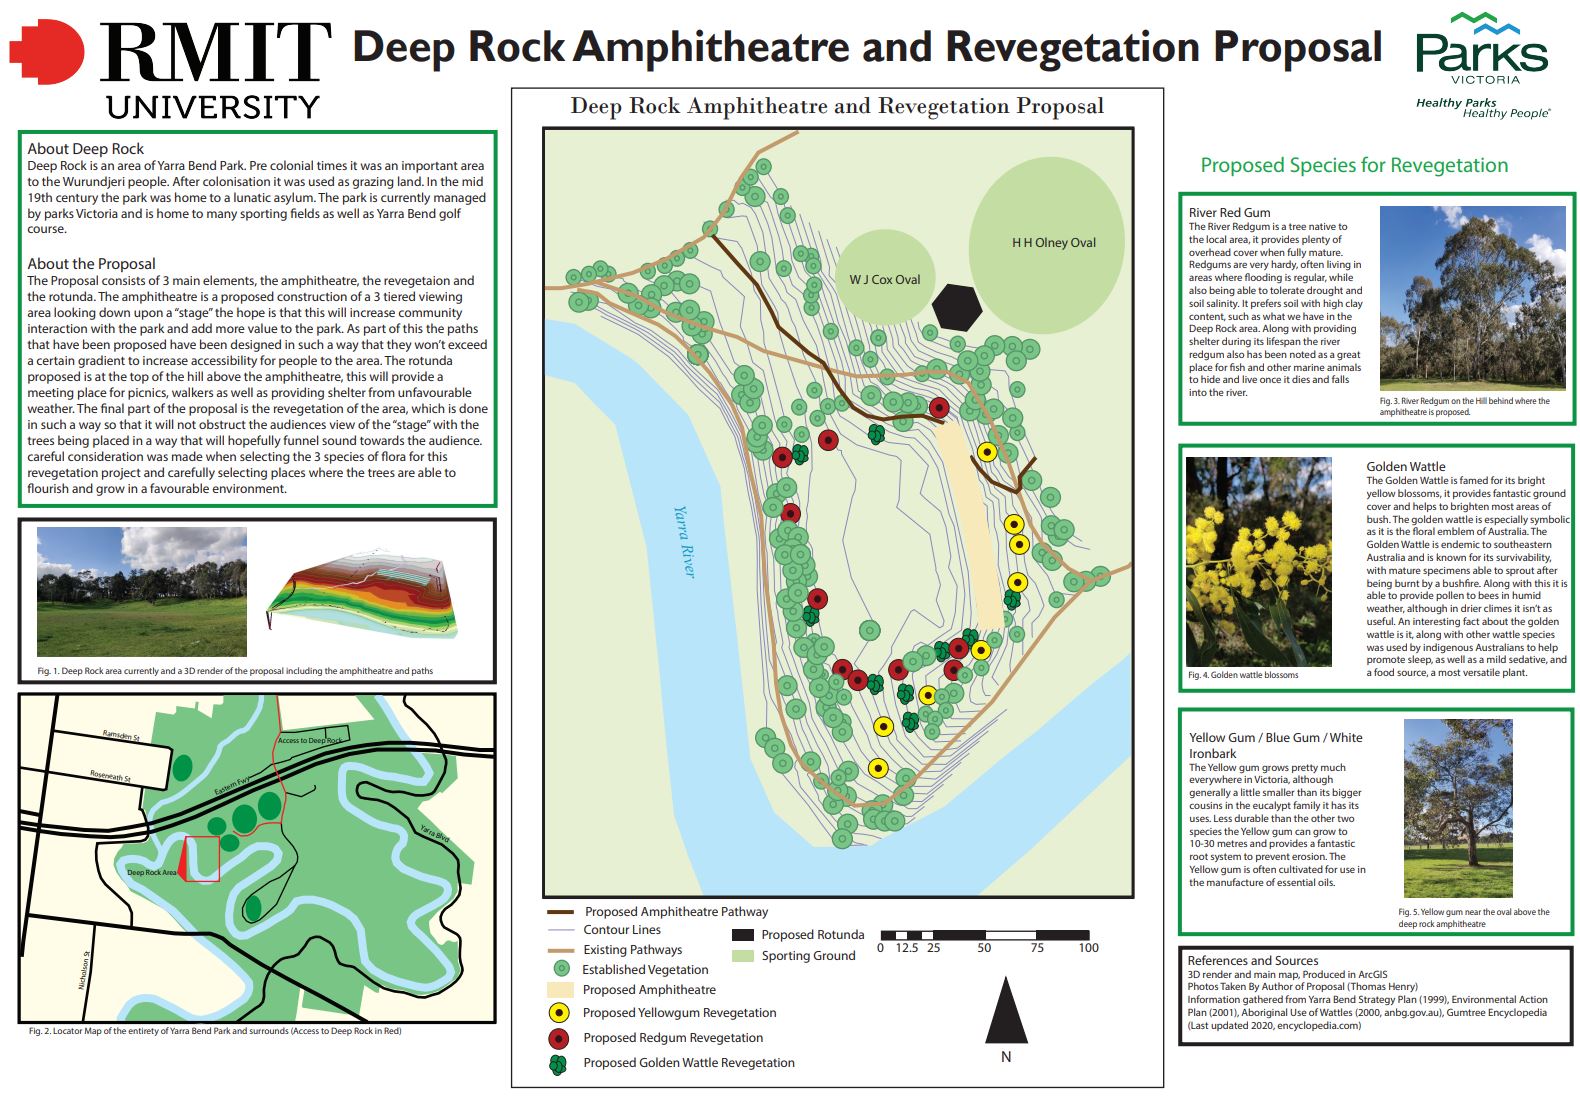 RMIT
UNIVERSITY
Deep Rock Amphitheatre and Revegetation Proposal
Parks
VICTORIA
Healthy Parks
Healthy People®
About Deep Rock
Deep Rock is an area of Yarra Bend Park. Pre colonial times it was an important area
to the Wurundjeri people. After colonisation it was used as grazing land. In the mid
19th century the park was home to a lunatic asylum. The park is currently managed
by parks Victoria and is home to many sporting fields as well as Yarra Bend golf
course.
About the Proposal
The Proposal consists of 3 main elements, the amphitheatre, the revegetaion and
the rotunda. The amphitheatre is a proposed construction of a 3 tiered viewing
area looking down upon a “stage” the hope is that this will increase community
interaction with the park and add more value to the park. As part of this the paths
that have been proposed have been designed in such a way that they won’t exceed
a certain gradient to increase accessibility for people to the area. The rotunda
proposed is at the top of the hill above the amphitheatre, this will provide a
meeting place for picnics, walkers as well as providing shelter from unfavourable
weather. The final part of the proposal is the revegetation of the area, which is done
in such a way so that it will not obstruct the audiences view of the “stage” with the
trees being placed in a way that will hopefully funnel sound towards the audience.
careful consideration was made when selecting the 3 species of flora for this
revegetation project and carefully selecting places where the trees are able to
flourish and grow in a favourable environment.
Fig. 1. Deep Rock area currently and a 3D render of the proposal including the amphitheatre and paths
Ramsden St
Roseneath St
Eastern Fwy
Access to Deep Rock
Yarra Blvd
Deep Rock Area
Nicholson St
Fig. 2. Locator Map of the entirety of Yarra Bend Park and surrounds (Access to Deep Rock in Red)
Deep Rock Amphitheatre and Revegetation Proposal
H H Olney Oval
W J Cox Oval
Yarra River
Proposed Amphitheatre Pathway
Contour Lines
Existing Pathways
Established Vegetation
Proposed Amphitheatre
Proposed Yellowgum Revegetation
Proposed Redgum Revegetation
Proposed Golden Wattle Revegetation
Proposed Rotunda
Sporting Ground
0 12.5 25 50 75 100
N
Proposed Species for Revegetation
River Red Gum
The River Redgum is a tree native to
the local area, it provides plenty of
overhead cover when fully mature.
Redgums are very hardy, often living in
areas where flooding is regular, while
also being able to tolerate drought and
soil salinity. It prefers soil with high clay
content, such as what we have in the
Deep Rock area. Along with providing
shelter during its lifespan the river
redgum also has been noted as a great
place for fish and other marine animals
to hide and live once it dies and falls
into the river.
Fig. 3. River Redgum on the Hill behind where the
amphitheatre is proposed.
Golden Wattle
The Golden Wattle is famed for its bright
yellow blossoms, it provides fantastic ground
cover and helps to brighten most areas of
bush. The golden wattle is especially symbolic
as it is the floral emblem of Australia. The
Golden Wattle is endemic to southeastern
Australia and is known for its survivability,
with mature specimens able to sprout after
being burnt by a bushfire. Along with this it is
able to provide pollen to bees in humid
weather, although in drier climes it isn’t as
useful. An interesting fact about the golden
wattle is it, along with other wattle species
was used by indigenous Australians to help
promote sleep, as well as a mild sedative, and
a food source, a most versatile plant.
Fig. 4. Golden wattle blossoms
Yellow Gum / Blue Gum / White
Ironbark
The Yellow gum grows pretty much
everywhere in Victoria, although
generally a little smaller than its bigger
cousins in the eucalypt family it has its
uses. Less durable than the other two
species the Yellow gum can grow to
10-30 metres and provides a fantastic
root system to prevent erosion. The
Yellow gum is often cultivated for use in
the manufacture of essential oils.
Fig. 5. Yellow gum near the oval above the
deep rock amphitheatre
References and Sources
3D render and main map, Produced in ArcGIS
Photos Taken By Author of Proposal (Thomas Henry)
Information gathered from Yarra Bend Strategy Plan (1999), Environmental Action
Plan (2001), Aboriginal Use of Wattles (2000, anbg.gov.au), Gumtree Encyclopedia
(Last updated 2020, encyclopedia.com)